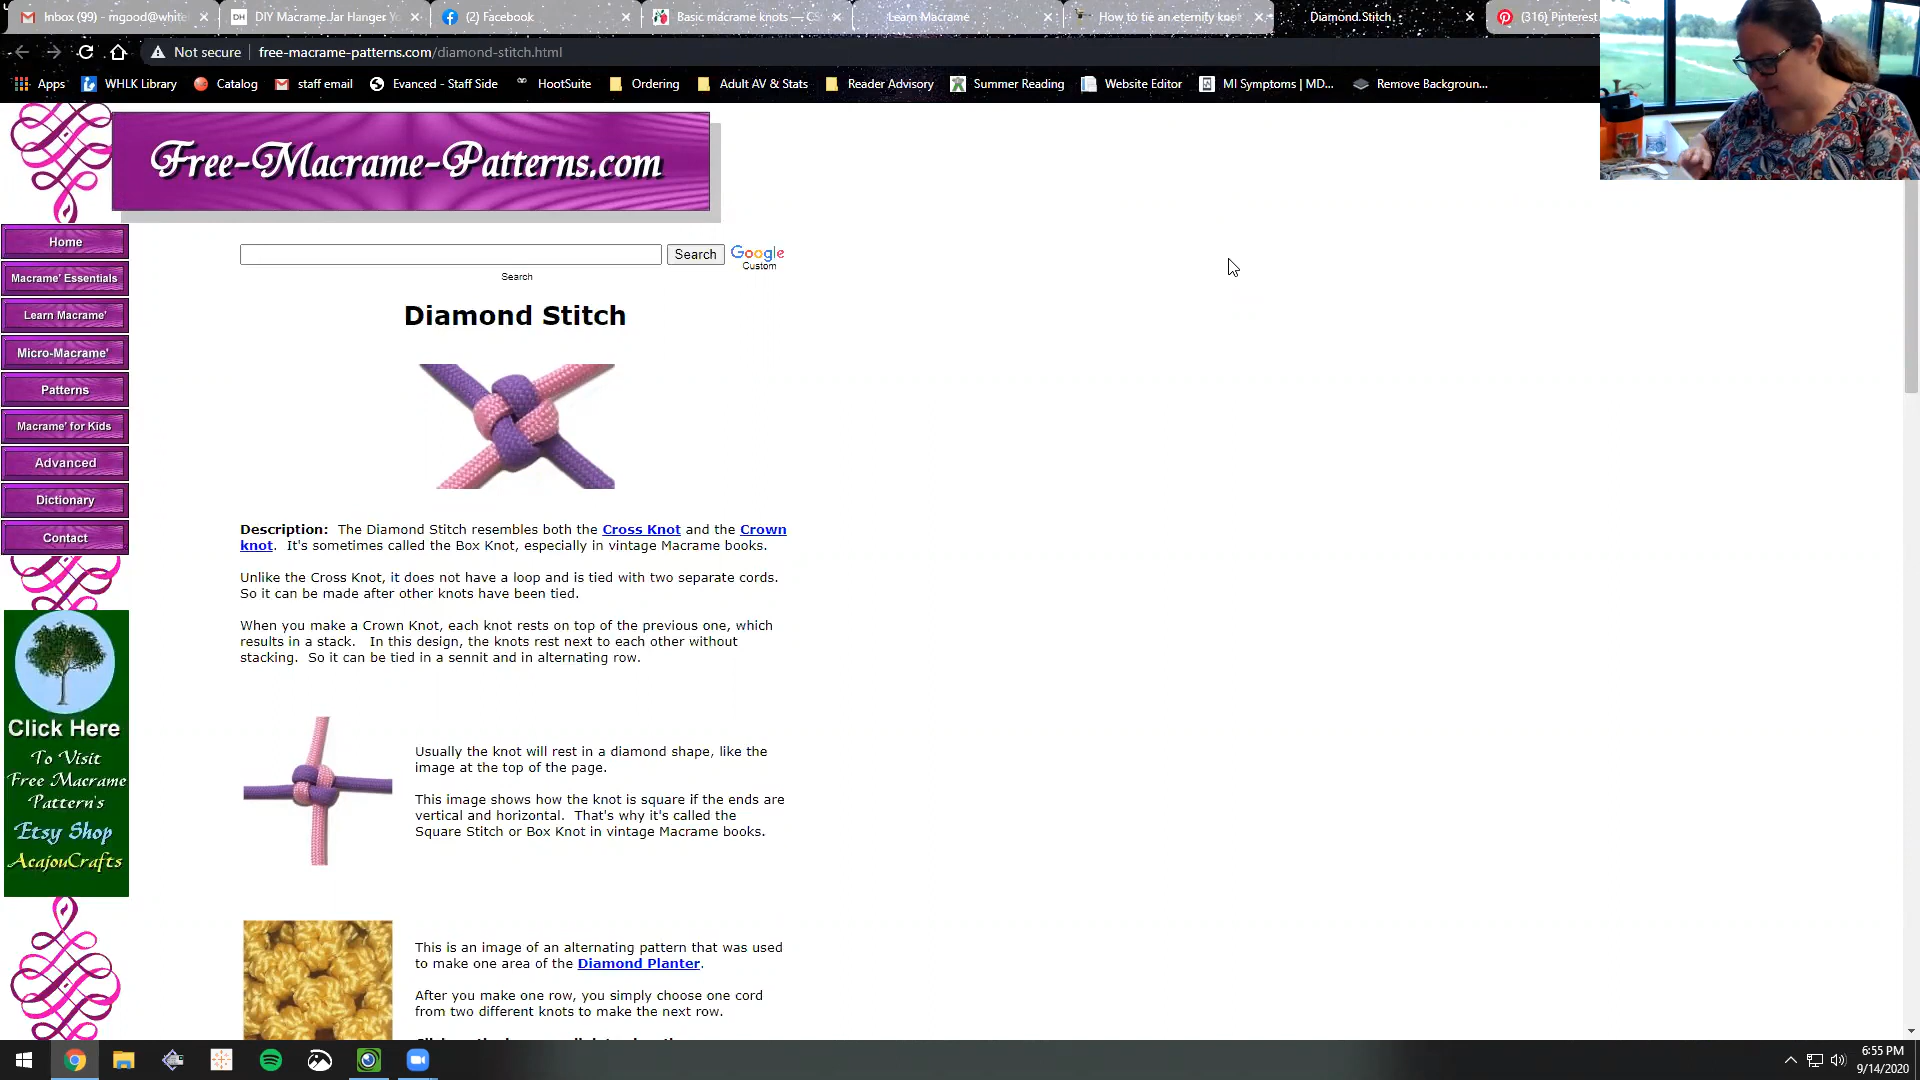 Inbox (99) - mgood@white
DIY Macrame Jar Hanger Yo
(2) Facebook
Basic macrame knots — CS
Learn Macrame
How to tie an eternity knot
Diamond Stitch
(316) Pinterest
Not secure
free-macrame-patterns.com/diamond-stitch.html
Apps
WHLK Library
Catalog
staff email
Evanced - Staff Side
HootSuite
Ordering
Adult AV & Stats
Reader Advisory
Summer Reading
Website Editor
MI Symptoms | MD...
Remove Backgroun...
Free-Macrame-Patterns.com
Home
Macrame' Essentials
Learn Macrame'
Micro-Macrame'
Patterns
Macrame' for Kids
Advanced
Dictionary
Contact
Click Here
To Visit
Free Macrame
Pattern's
Etsy Shop
AcajouCrafts
Search
Google
Custom
Search
Diamond Stitch
Description: The Diamond Stitch resembles both the Cross Knot and the Crown
knot. It's sometimes called the Box Knot, especially in vintage Macrame books.
Unlike the Cross Knot, it does not have a loop and is tied with two separate cords.
So it can be made after other knots have been tied.
When you make a Crown Knot, each knot rests on top of the previous one, which
results in a stack. In this design, the knots rest next to each other without
stacking. So it can be tied in a sennit and in alternating row.
Usually the knot will rest in a diamond shape, like the
image at the top of the page.
This image shows how the knot is square if the ends are
vertical and horizontal. That's why it's called the
Square Stitch or Box Knot in vintage Macrame books.
This is an image of an alternating pattern that was used
to make one area of the Diamond Planter.
After you make one row, you simply choose one cord
from two different knots to make the next row.
6:55 PM
9/14/2020